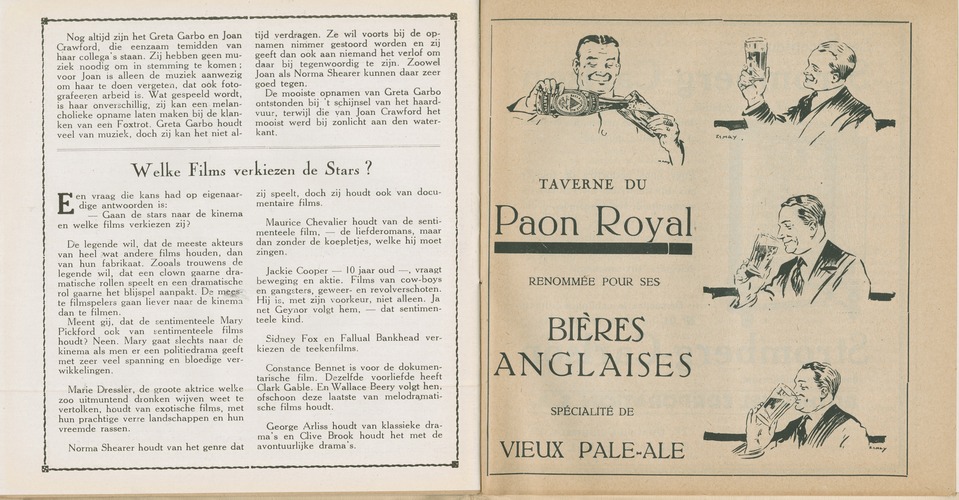 Nog altijd zijn het Greta Garbo en Joan
Crawford, die eenzaam temidden van
haar collega's staan. Zij hebben geen mu-
ziek noodig om in stemming te komen;
voor Joan is alleen de muziek aanwezig
om haar te doen vergeten, dat ook foto-
grafeeren arbeid is. Wat gespeeld wordt,
is haar onverschillig, zij kan een melan-
cholieke opname laten maken bij de klan-
ken van een Foxtrot. Greta Garbo houdt
veel van muziek, doch zij kan het niet al-
tijd verdragen. Ze wil voorts bij de op-
namen nimmer gestoord worden en zij
geeft dan ook aan niemand het verlof om
daar bij tegenwoordig te zijn. Zoowel
Joan als Norma Shearer kunnen daar zeer
goed tegen.
De mooiste opnamen van Greta Garbo
ontstonden bij 't schijnsel van het haard-
vuur, terwijl die van Joan Crawford het
mooist werd bij zonlicht aan den water-
kant.
Welke Films verkiezen de Stars ?
Een vraag die kans had op eigenaar-
dige antwoorden is:
— Gaan de stars naar de kinema
en welke films verkiezen zij?
De legende wil, dat de meeste akteurs
van heel wat andere films houden, dan
van hun fabrikaat. Zooals trouwens de
legende wil, dat een clown gaarne dra-
matische rollen speelt en een dramatische
rol gaarne het blijspel aanpakt. De mees-
te filmspelers gaan liever naar de kinema
dan te filmen.
Meent gij, dat de sentimenteele Mary
Pickford ook van sentimenteele films
houdt? Neen. Mary gaat slechts naar de
kinema als men er een politiedrama geeft
met zeer veel spanning en bloedige ver-
wikkelingen.
Marie Dressler, de groote aktrice welke
zoo uitmuntend dronken wijven weet te
vertolken, houdt van exotische films, met
hun prachtige verre landschappen en hun
vreemde rassen.
Norma Shearer houdt van het genre dat
zij speelt, doch zij houdt ook van docu-
mentaire films.
Maurice Chevalier houdt van de senti-
menteele film, — de liefderomans, maar
dan zonder de koepletjes, welke hij moet
zingen.
Jackie Cooper — 10 jaar oud —, vraagt
beweging en aktie. Films van cow-boys
en gangsters, geweer- en revolverschoten.
Hij is, met zijn voorkeur, niet alleen. Ja
net Geynor volgt hem, — dat sentimen-
teele kind.
Sidney Fox en Fallual Bankhead ver-
kiezen de teekenfilms.
Constance Bennet is voor de dokumen-
tarische film. Dezelfde voorliefde heeft
Clark Gable. En Wallace Beery volgt hen,
ofschoon deze laatste van melodramati-
sche films houdt.
George Arliss houdt van klassieke dra-
ma's en Clive Brook houdt het met de
avontuurlijke drama's.
TAVERNE DU
Paon Royal
RENOMMÉE POUR SES
BIÈRES
ANGLAISES
SPÉCIALITÉ DE
VIEUX PALE-ALE